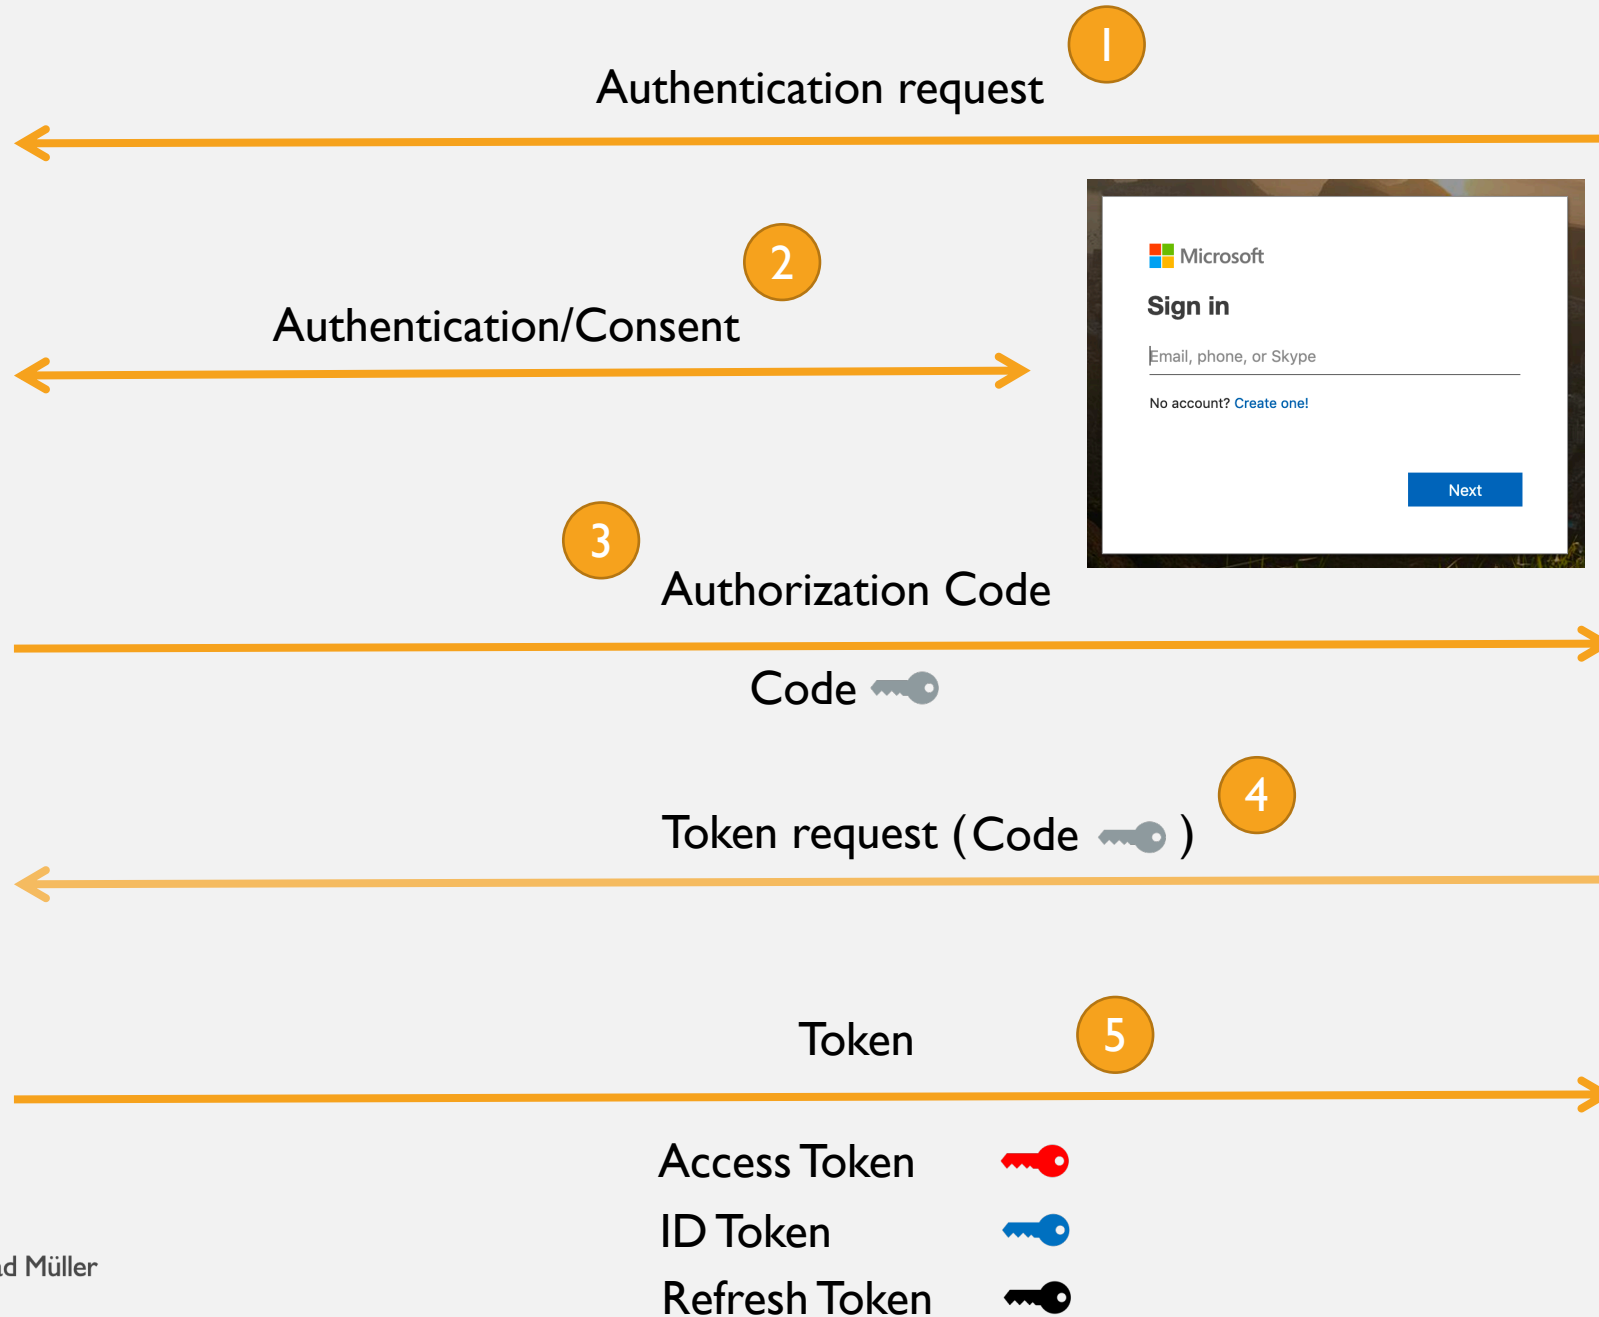 1
Authentication request
2
Authentication/Consent
Microsoft
Sign in
Email, phone, or Skype
No account? Create one!
Next
3
Authorization Code
Code
4
Token request (Code )
Token
5
Access Token
ID Token
Müller
Refresh Token